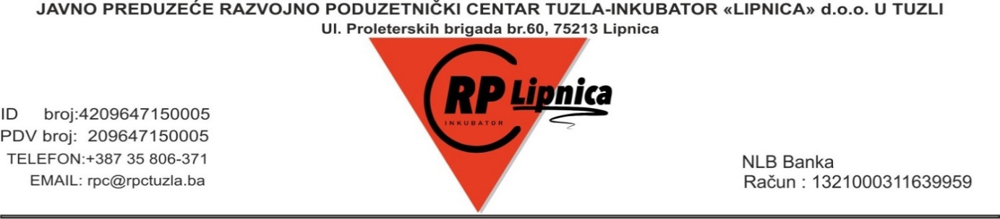 JAVNO PREDUZEĆE RAZVOJNO PODUZETNIČKI CENTAR TUZLA-INKUBATOR «LIPNICA» d.o.o. U TUZLI
Ul. Proleterskih brigada br.60, 75213 Lipnica
RP Lipnica
INKUBATOR
ID broj:4209647150005
PDV broj: 209647150005
TELEFON:+387 35 806-371
EMAIL: rpc@rpctuzla.ba
NLB Banka
Račun : 1321000311639959